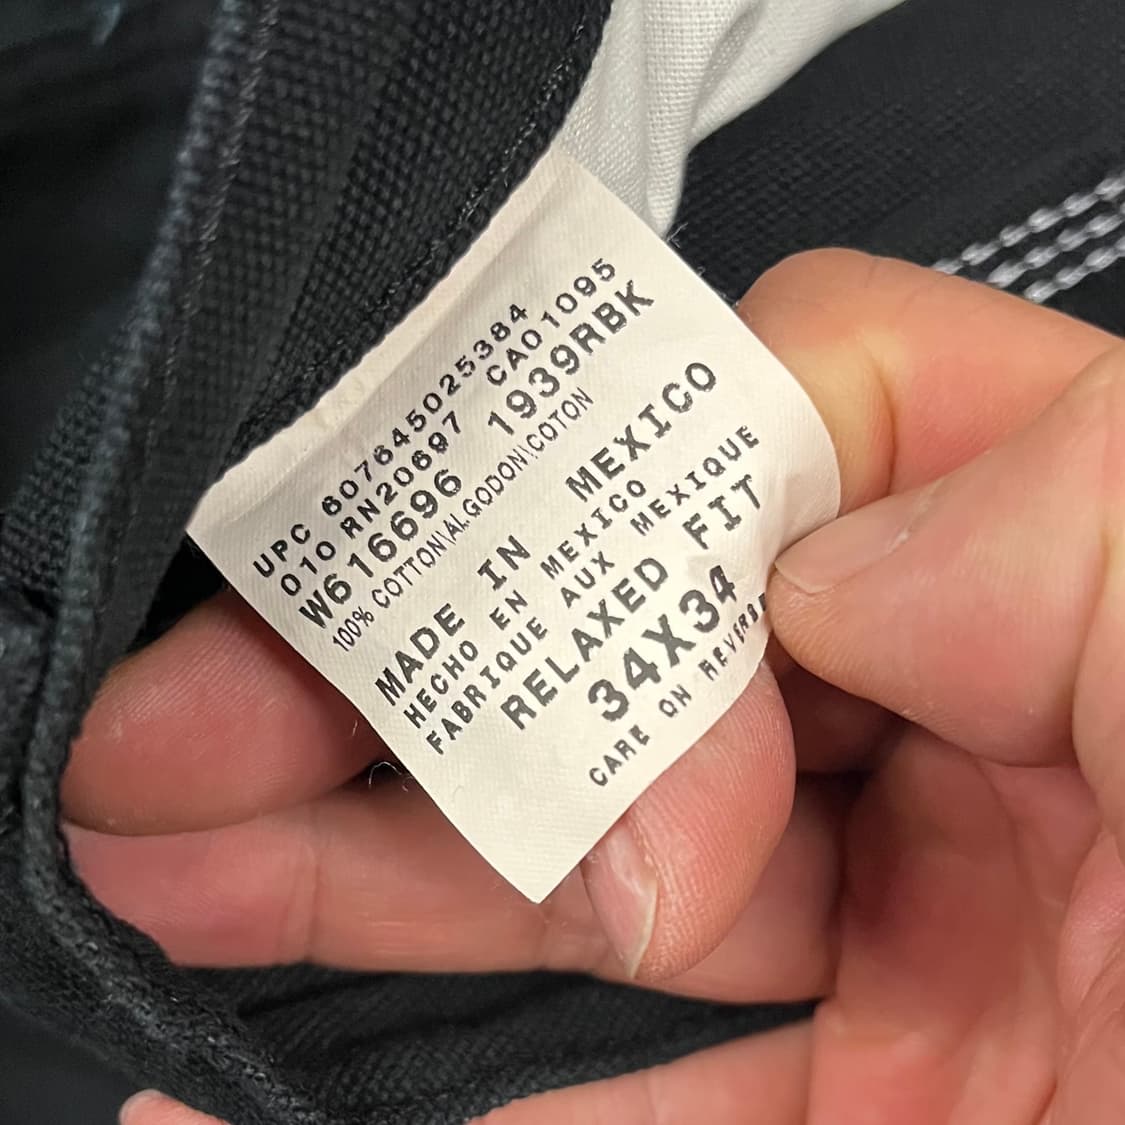 UPC 607645025384
010 RN20697 CA01095
W616696 1939RBK
100% COTTON\ALGODON\COTON
MADE IN MEXICO
HECHO EN MEXICO
FABRIQUE AUX MEXIQUE
RELAXED FIT
34X34
CARE ON REVERSE